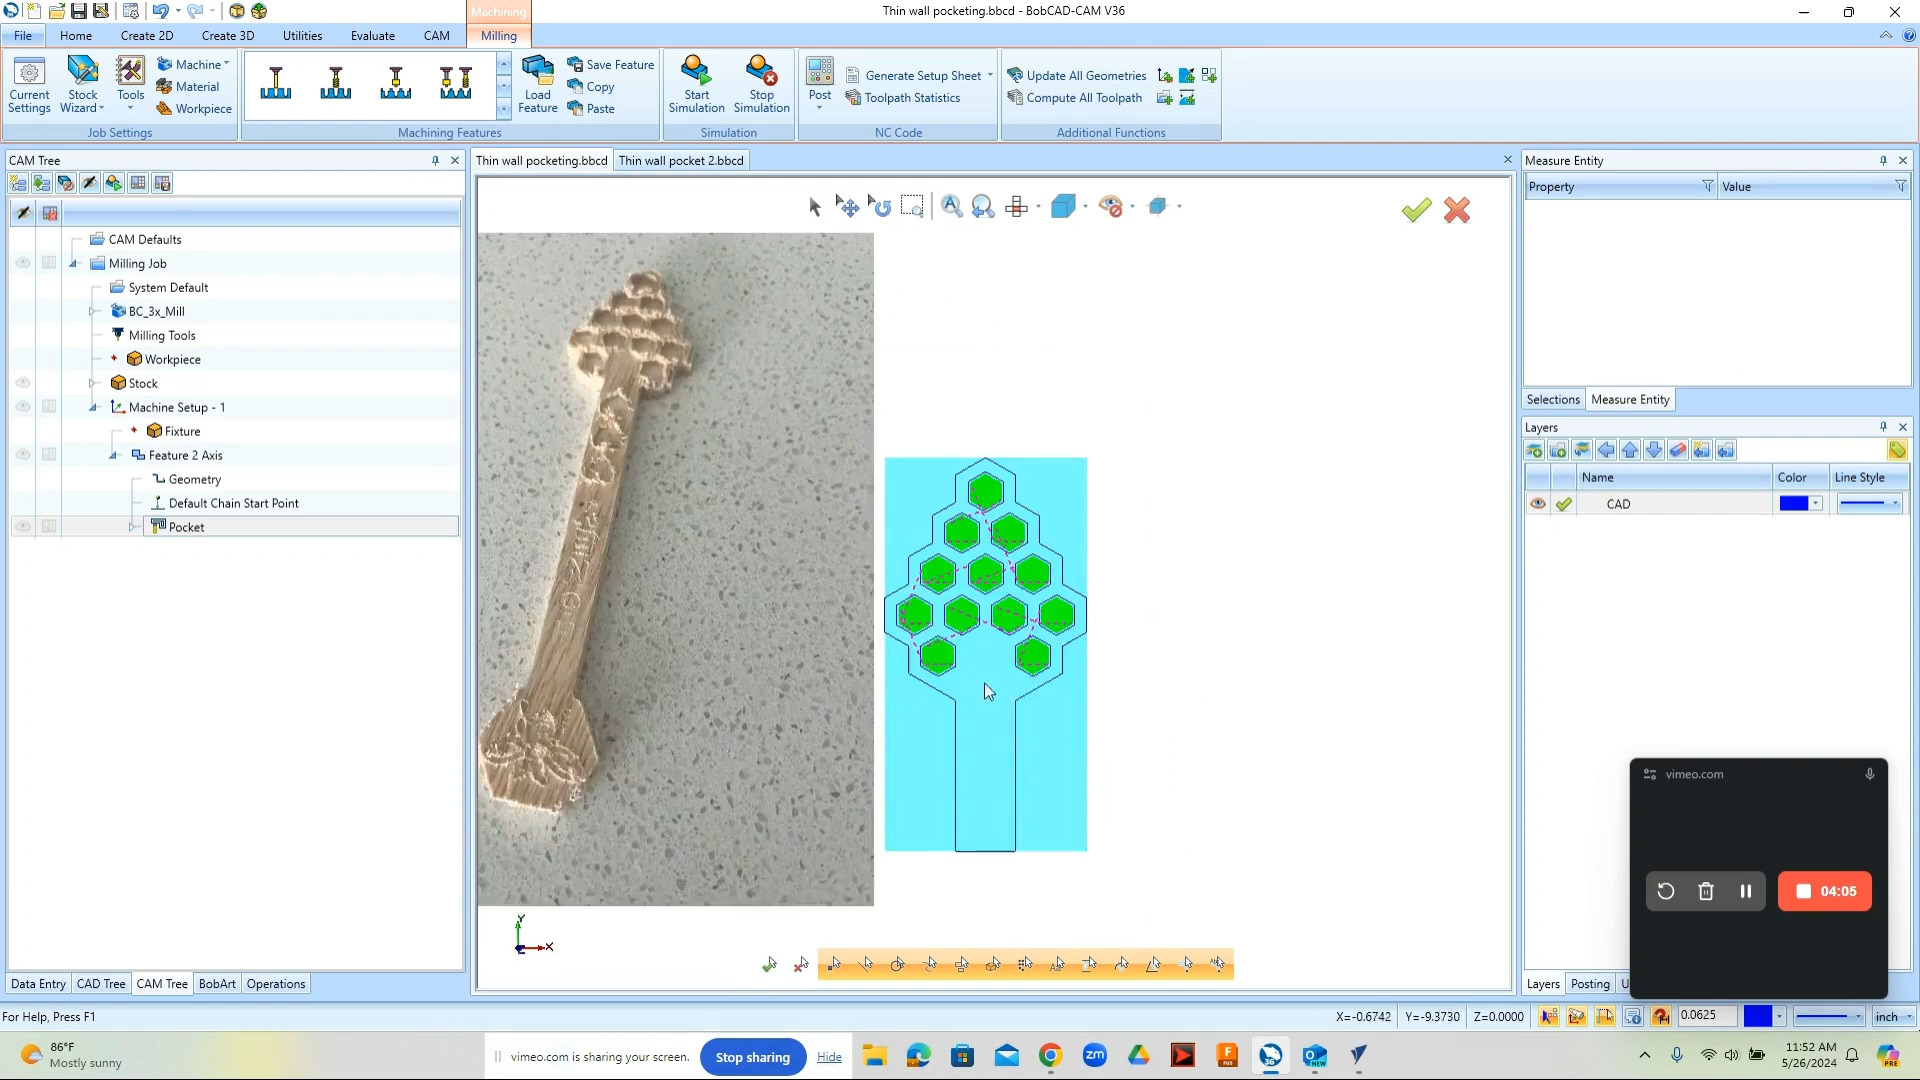 Machining
Thin wall pocketing.bbcd - BobCAD-CAM V36
File Home Create 2D Create 3D Utilities Evaluate CAM Milling
Current Settings
Stock Wizard
Tools
Machine
Material
Workpiece
Job Settings
Load Feature
Save Feature
Copy
Paste
Machining Features
Start Simulation
Stop Simulation
Simulation
Post
Generate Setup Sheet
Toolpath Statistics
NC Code
Update All Geometries
Compute All Toolpath
Additional Functions
CAM Tree
CAM Defaults
Milling Job
System Default
BC_3x_Mill
Milling Tools
Workpiece
Stock
Machine Setup - 1
Fixture
Feature 2 Axis
Geometry
Default Chain Start Point
Pocket
Data Entry CAD Tree CAM Tree BobArt Operations
Thin wall pocketing.bbcd Thin wall pocket 2.bbcd
Y
X
Measure Entity
Property Value
Selections Measure Entity
Layers
Name Color Line Style
CAD
vimeo.com
04:05
Layers Posting U
For Help, Press F1
X=-0.6742 Y=-9.3730 Z=0.0000 0.0625 inch
86°F
Mostly sunny
vimeo.com is sharing your screen. Stop sharing Hide
zm
11:52 AM
5/26/2024